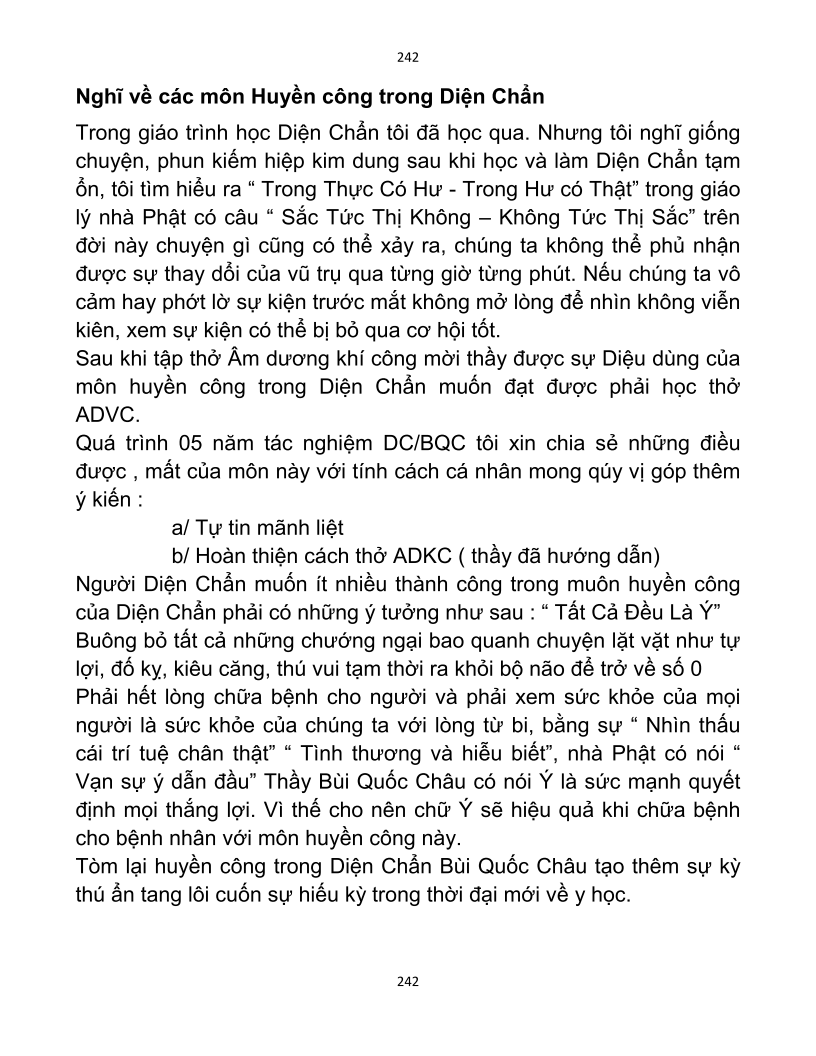 242
Nghĩ về các môn Huyền công trong Diện Chẩn
Trong giáo trình học Diện Chẩn tôi đã học qua. Nhưng tôi nghĩ giống
chuyện, phun kiếm hiệp kim dung sau khi học và làm Diện Chẩn tạm
ổn, tôi tìm hiểu ra “ Trong Thực Có Hư - Trong Hư có Thật” trong giáo
lý nhà Phật có câu “ Sắc Tức Thị Không – Không Tức Thị Sắc” trên
đời này chuyện gì cũng có thể xảy ra, chúng ta không thể phủ nhận
được sự thay dổi của vũ trụ qua từng giờ từng phút. Nếu chúng ta vô
cảm hay phớt lờ sự kiện trước mắt không mở lòng để nhìn không viễn
kiên, xem sự kiện có thể bị bỏ qua cơ hội tốt.
Sau khi tập thở Âm dương khí công mời thầy được sự Diệu dùng của
môn huyền công trong Diện Chẩn muốn đạt được phải học thở
ADVC.
Quá trình 05 năm tác nghiệm DC/BQC tôi xin chia sẻ những điều
được , mất của môn này với tính cách cá nhân mong qúy vị góp thêm
ý kiến :
a/ Tự tin mãnh liệt
b/ Hoàn thiện cách thở ADKC ( thầy đã hướng dẫn)
Người Diện Chẩn muốn ít nhiều thành công trong muôn huyền công
của Diện Chẩn phải có những ý tưởng như sau : “ Tất Cả Đều Là Ý”
Buông bỏ tất cả những chướng ngại bao quanh chuyện lặt vặt như tự
lợi, đố kỵ, kiêu căng, thú vui tạm thời ra khỏi bộ não để trở về số 0
Phải hết lòng chữa bệnh cho người và phải xem sức khỏe của mọi
người là sức khỏe của chúng ta với lòng từ bi, bằng sự “ Nhìn thấu
cái trí tuệ chân thật” “ Tình thương và hiễu biết”, nhà Phật có nói “
Vạn sự ý dẫn đầu” Thầy Bùi Quốc Châu có nói Ý là sức mạnh quyết
định mọi thắng lợi. Vì thế cho nên chữ Ý sẽ hiệu quả khi chữa bệnh
cho bệnh nhân với môn huyền công này.
Tòm lại huyền công trong Diện Chẩn Bùi Quốc Châu tạo thêm sự kỳ
thú ẩn tang lôi cuốn sự hiếu kỳ trong thời đại mới về y học.
242